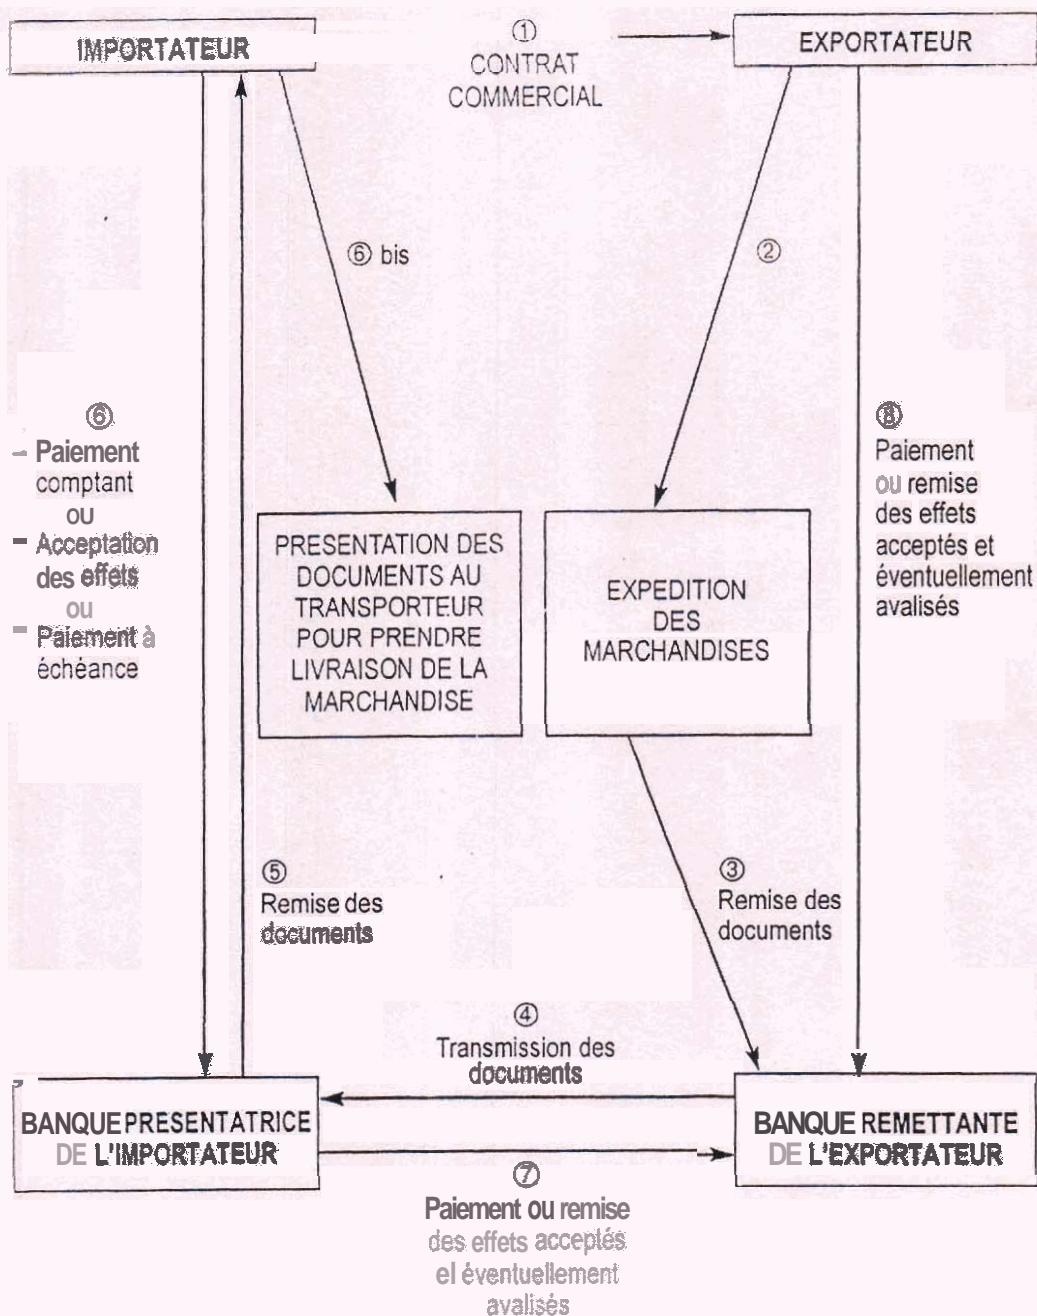 IMPORTATEUR
①
CONTRAT
COMMERCIAL
EXPORTATEUR
⑥ bis
②
⑥
– Paiement
comptant
ou
- Acceptation
des effets
ou
- Paiement à
échéance
PRESENTATION DES
DOCUMENTS AU
TRANSPORTEUR
POUR PRENDRE
LIVRAISON DE LA
MARCHANDISE
EXPEDITION
DES
MARCHANDISES
⑧
Paiement
ou remise
des effets
acceptés et
éventuellement
avalisés
⑤
Remise des
documents
③
Remise des
documents
④
Transmission des
documents
BANQUE PRESENTATRICE
DE L'IMPORTATEUR
BANQUE REMETTANTE
DE L'EXPORTATEUR
⑦
Paiement ou remise
des effets acceptés
el éventuellement
avalisés